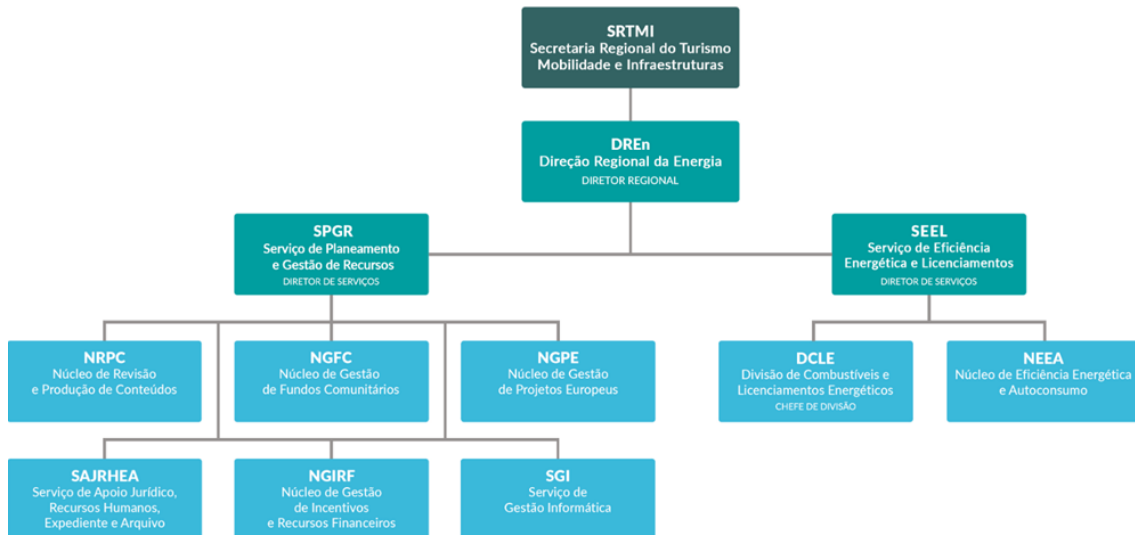 SRTMI
Secretaria Regional do Turismo
Mobilidade e Infraestruturas
DREn
Direção Regional da Energia
DIRETOR REGIONAL
SPGR
Serviço de Planeamento
e Gestão de Recursos
DIRETOR DE SERVIÇOS
SEEL
Serviço de Eficiência
Energética e Licenciamentos
DIRETOR DE SERVIÇOS
NRPC
Núcleo de Revisão
e Produção de Conteúdos
NGFC
Núcleo de Gestão
de Fundos Comunitários
NGPE
Núcleo de Gestão
de Projetos Europeus
DCLE
Divisão de Combustíveis e
Licenciamentos Energéticos
CHEFE DE DIVISÃO
NEEA
Núcleo de Eficiência Energética
e Autoconsumo
SAJRHEA
Serviço de Apoio Jurídico,
Recursos Humanos,
Expediente e Arquivo
NGIRF
Núcleo de Gestão
de Incentivos
e Recursos Financeiros
SGI
Serviço de
Gestão Informática